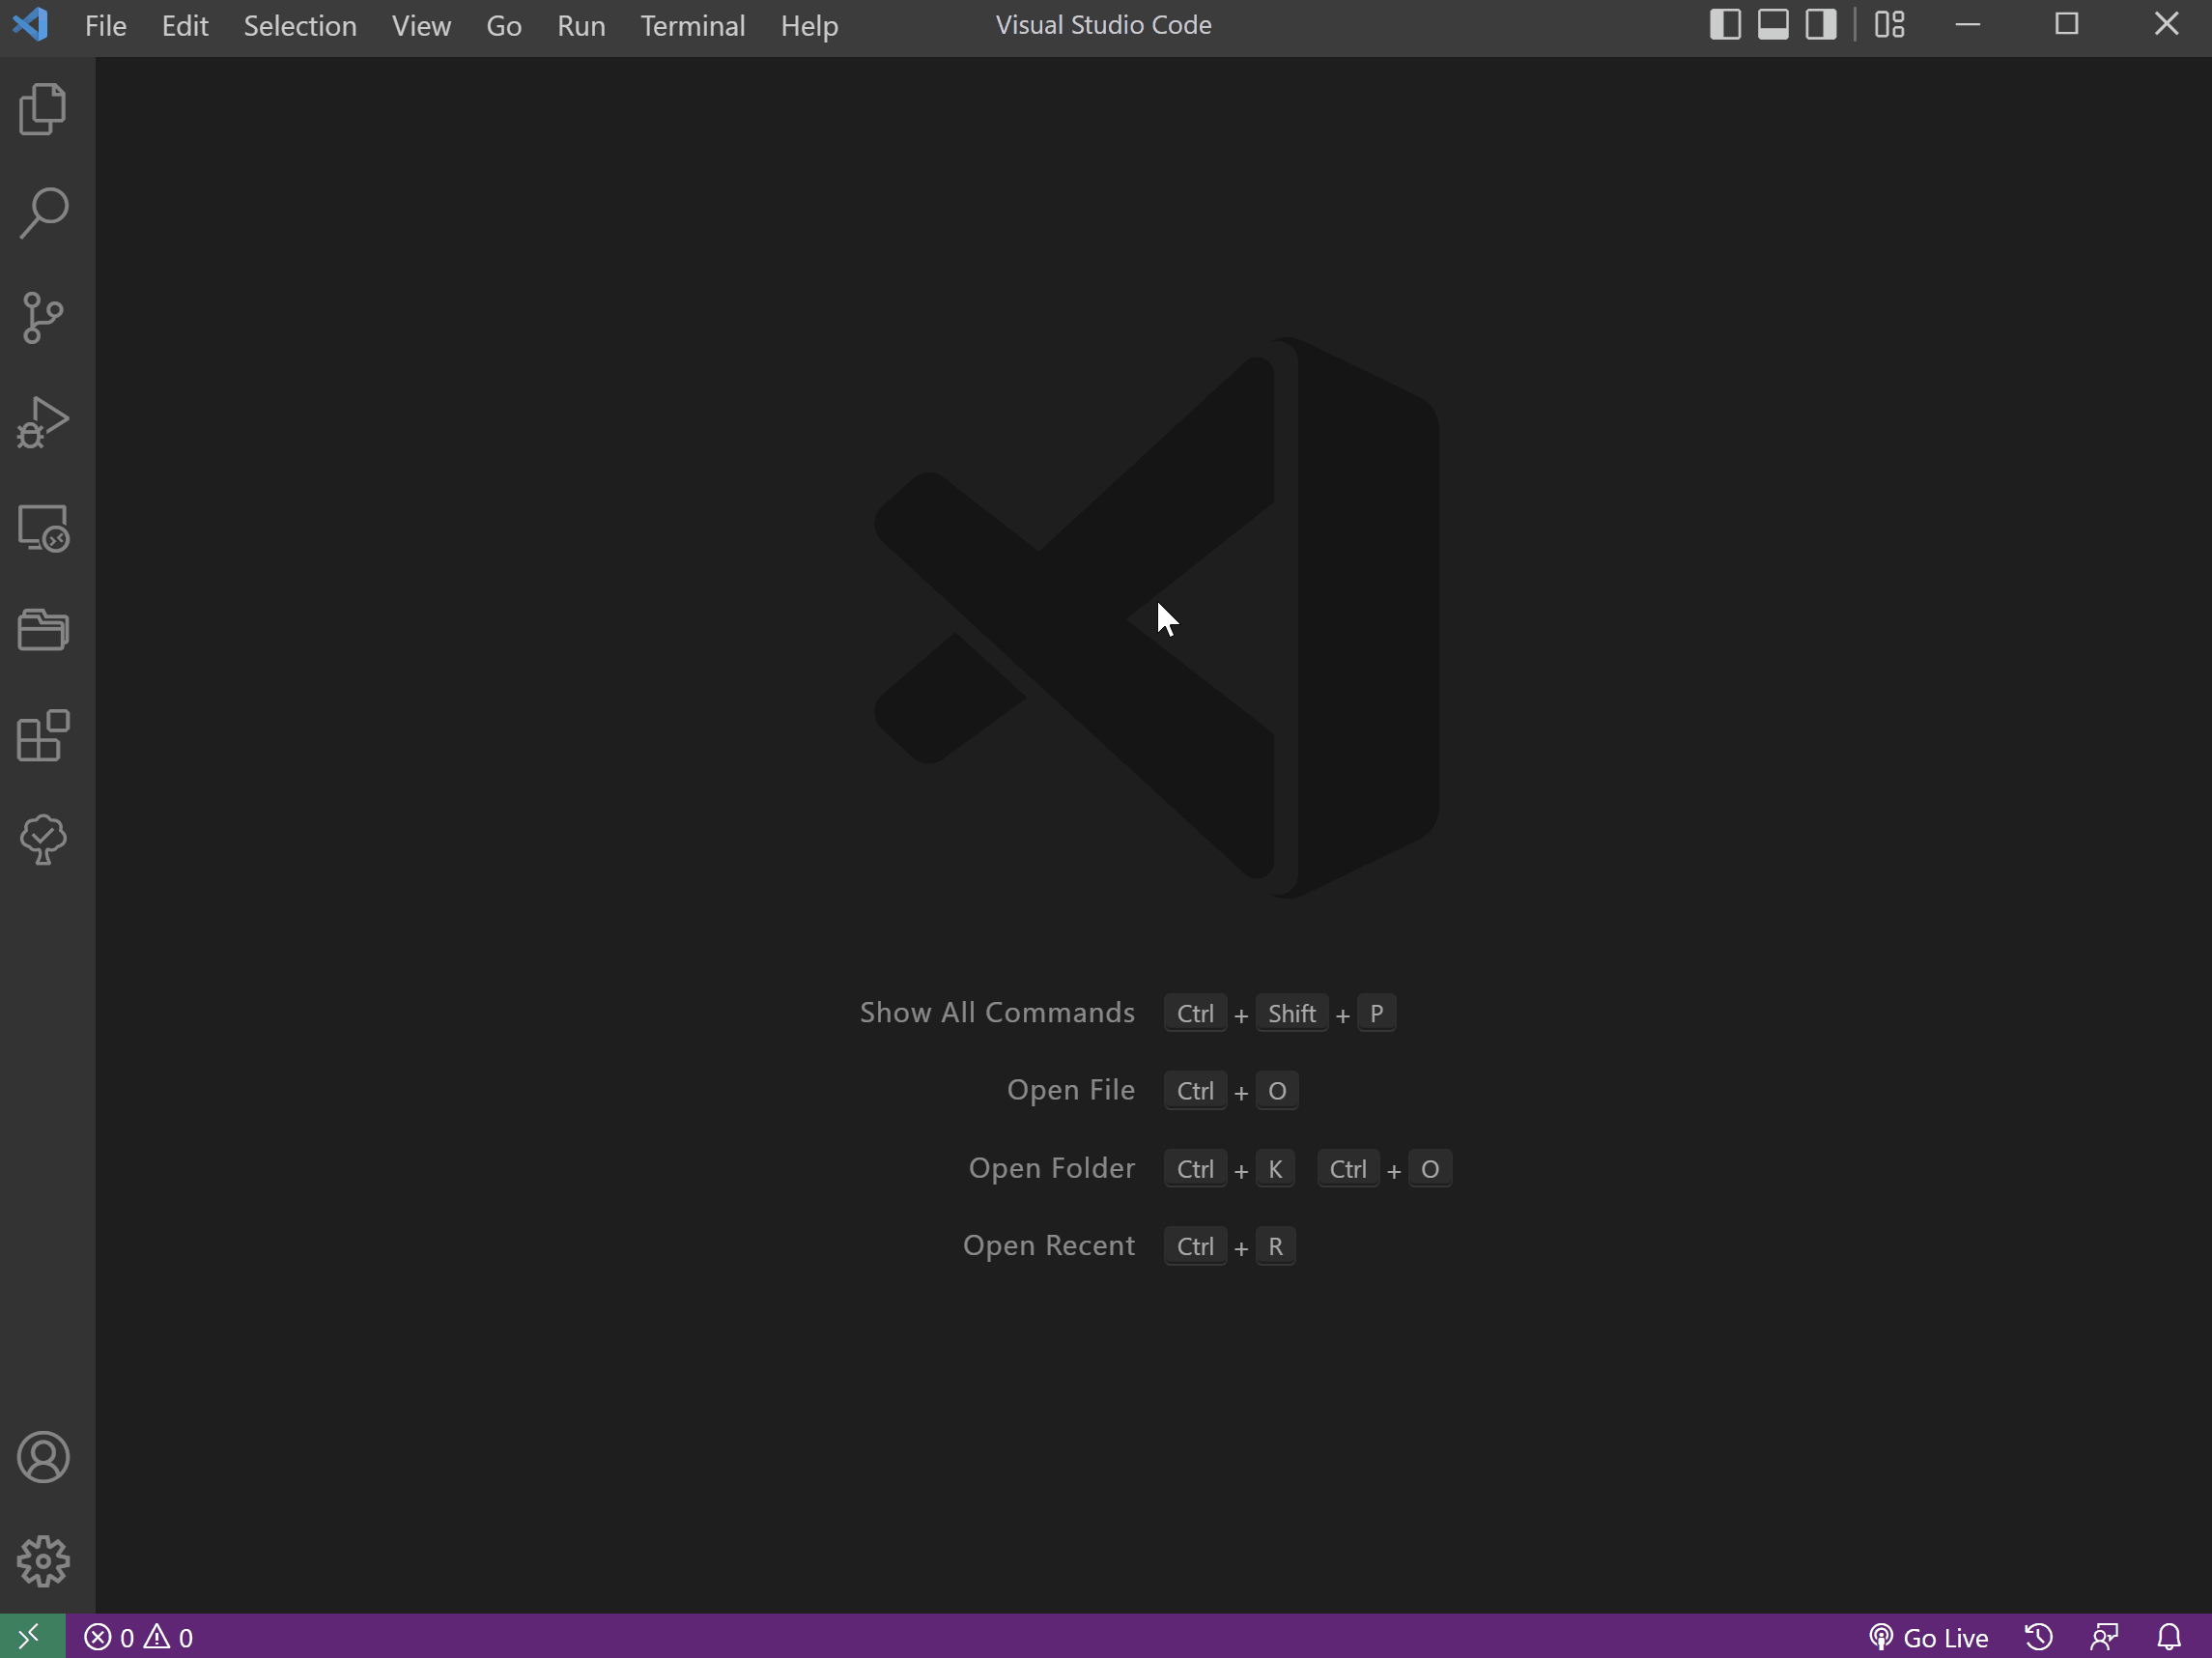 File Edit Selection View Go Run Terminal Help Visual Studio Code
Show All Commands Ctrl + Shift + P
Open File Ctrl + O
Open Folder Ctrl + K Ctrl + O
Open Recent Ctrl + R
0 0 Go Live